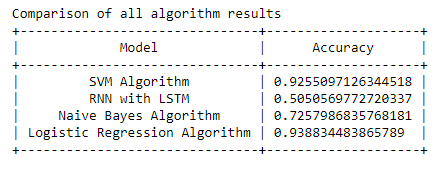 Comparison of all algorithm results
+-------------------------------+--------------------+
| Model | Accuracy |
+-------------------------------+--------------------+
| SVM Algorithm | 0.9255097126344518 |
| RNN with LSTM | 0.5050569772720337 |
| Naive Bayes Algorithm | 0.7257986835768181 |
| Logistic Regression Algorithm | 0.938834483865789 |
+-------------------------------+--------------------+